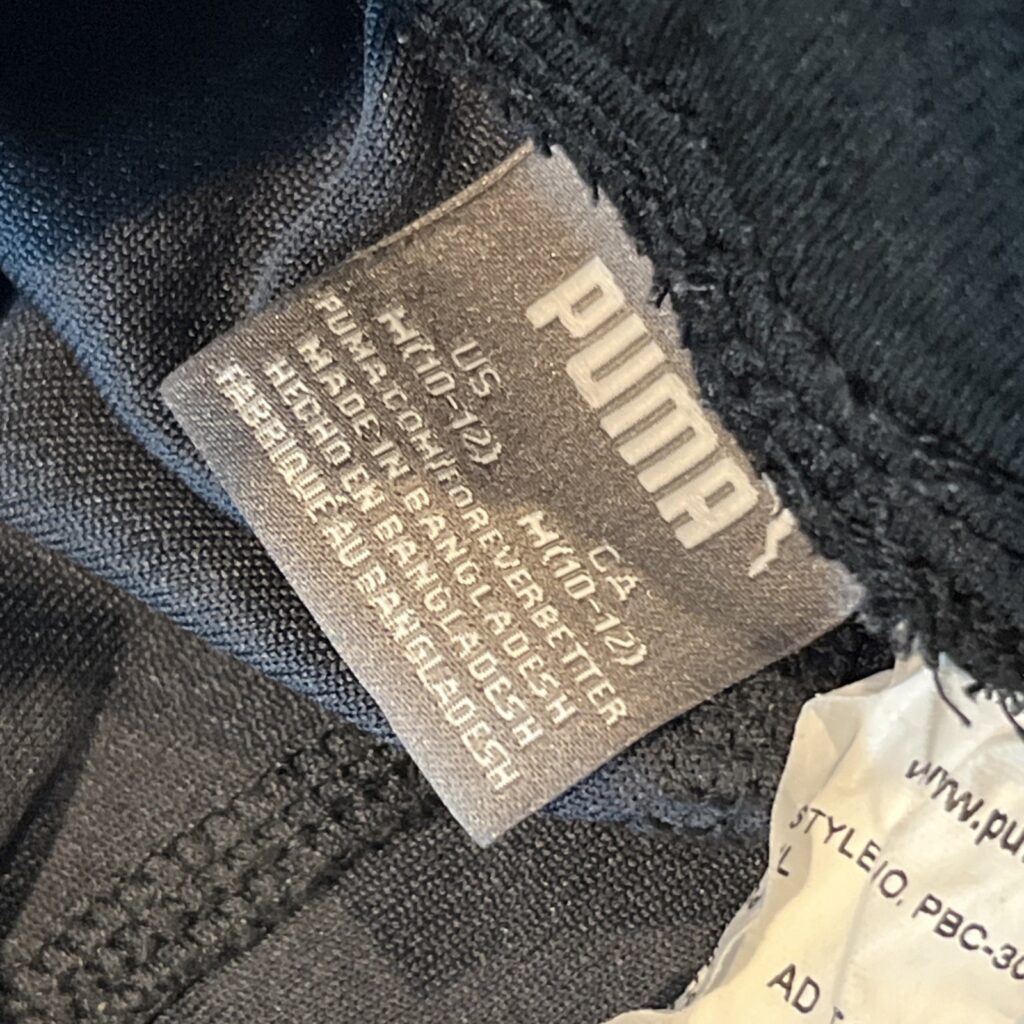 PUMA
US CA
M(10-12) M(10-12)
PUMA.COM/FOREVERBETTER
MADE IN BANGLADESH
HECHO EN BANGLADESH
FABRIQUÉ AU BANGLADESH
www.pu
STYLE
PBC-30
AD